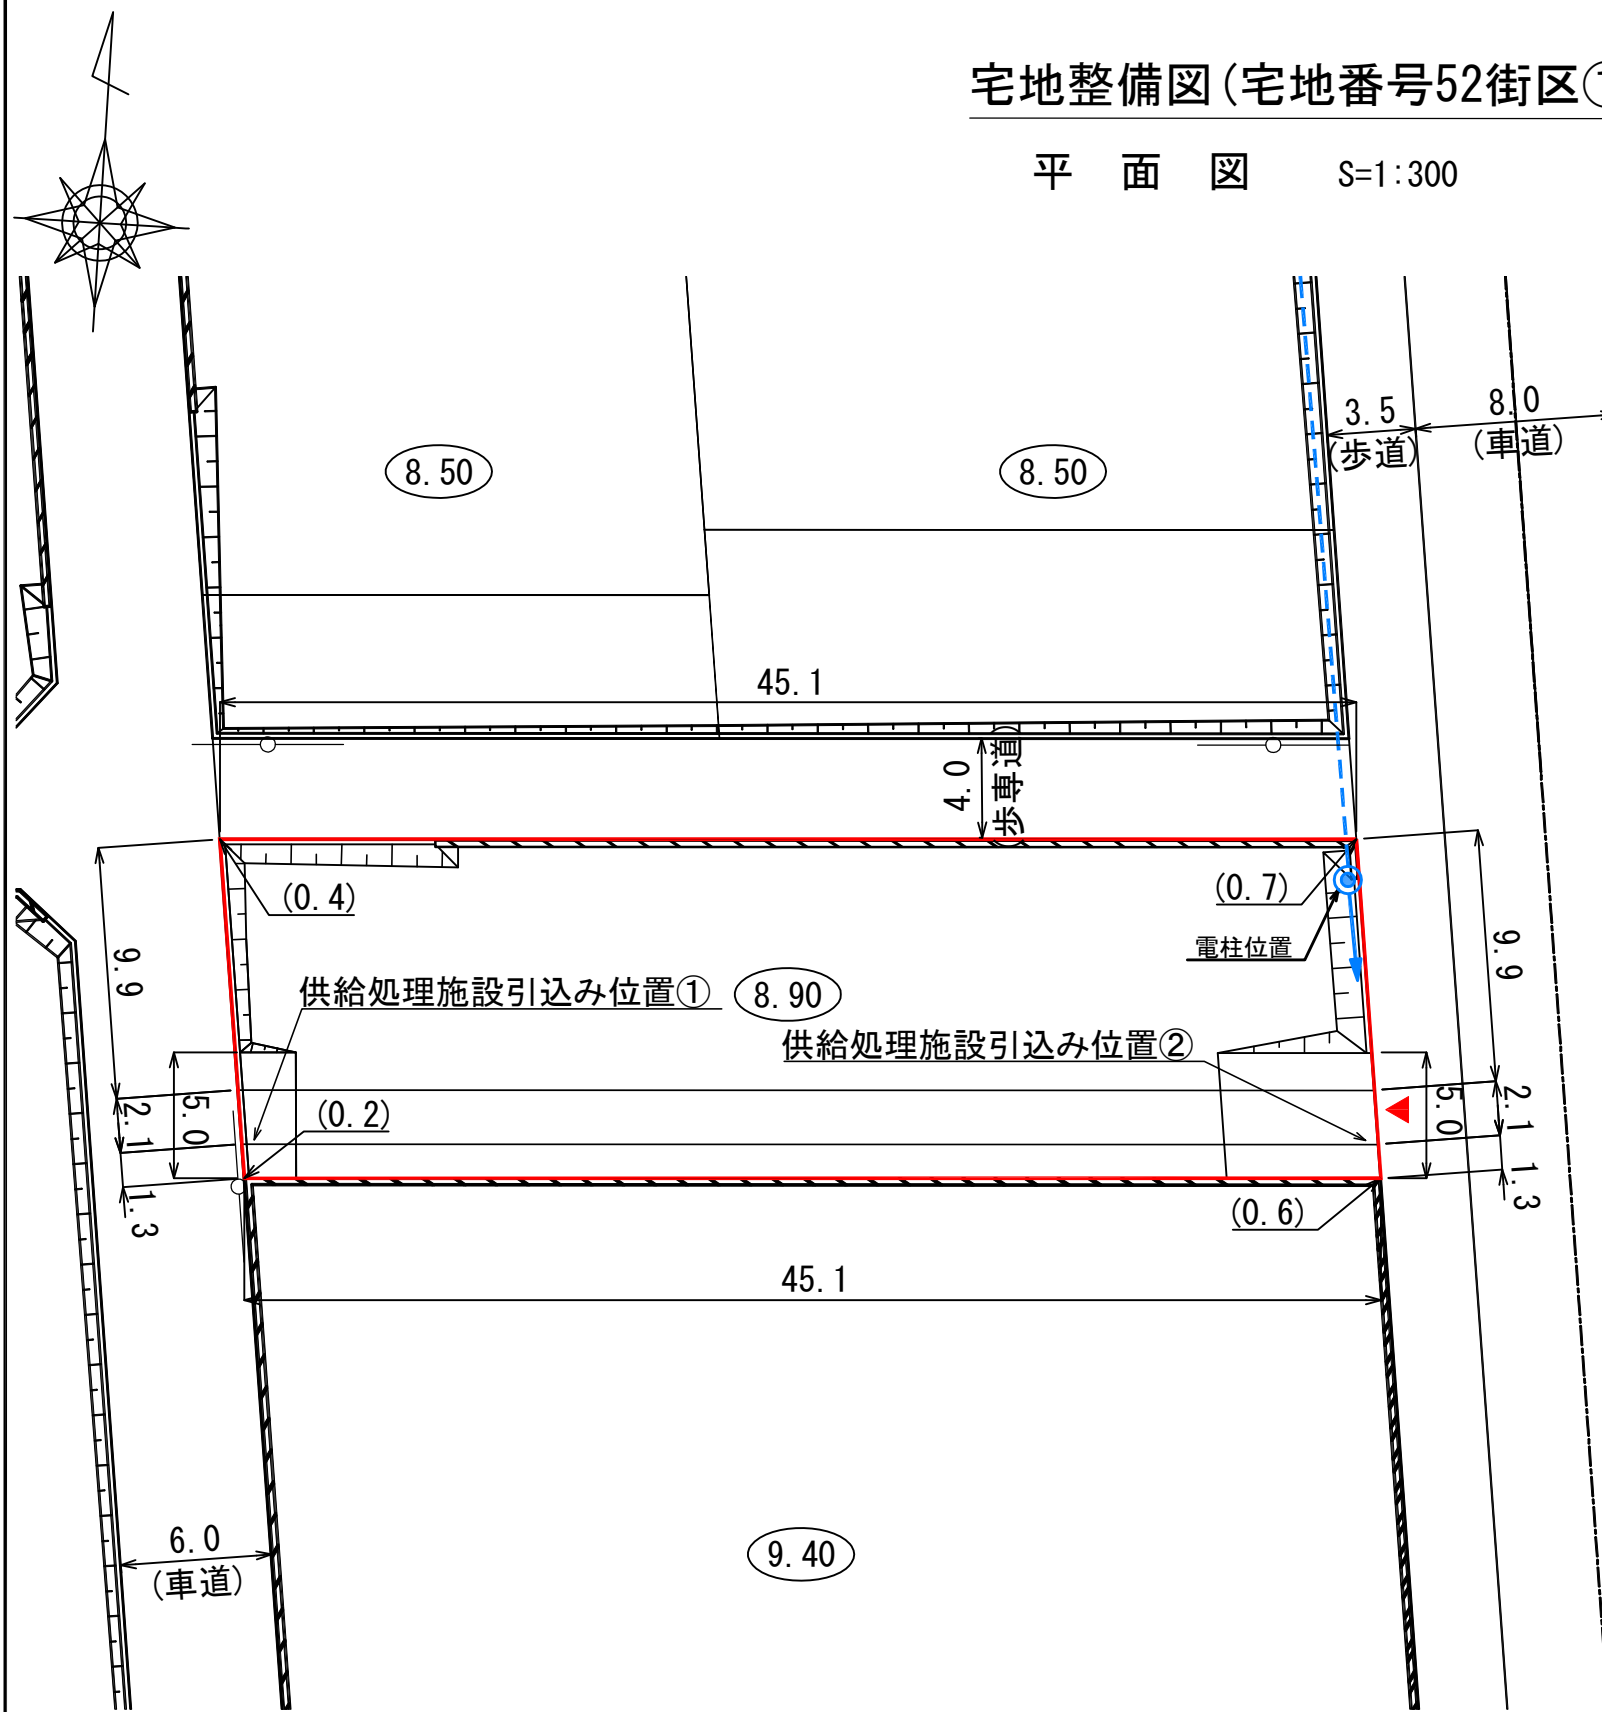 宅地整備図(宅地番号52街区
平 面 図 S=1:300
3.5
(歩道)
8.0
(車道)
8.50
8.50
45.1
4.0
(歩専道)
(0.4)
(0.7)
電柱位置
9.9
9.9
供給処理施設引込み位置①
8.90
供給処理施設引込み位置②
2.1
5.0
(0.2)
5.0
2.1
1.3
1.3
(0.6)
45.1
6.0
(車道)
9.40